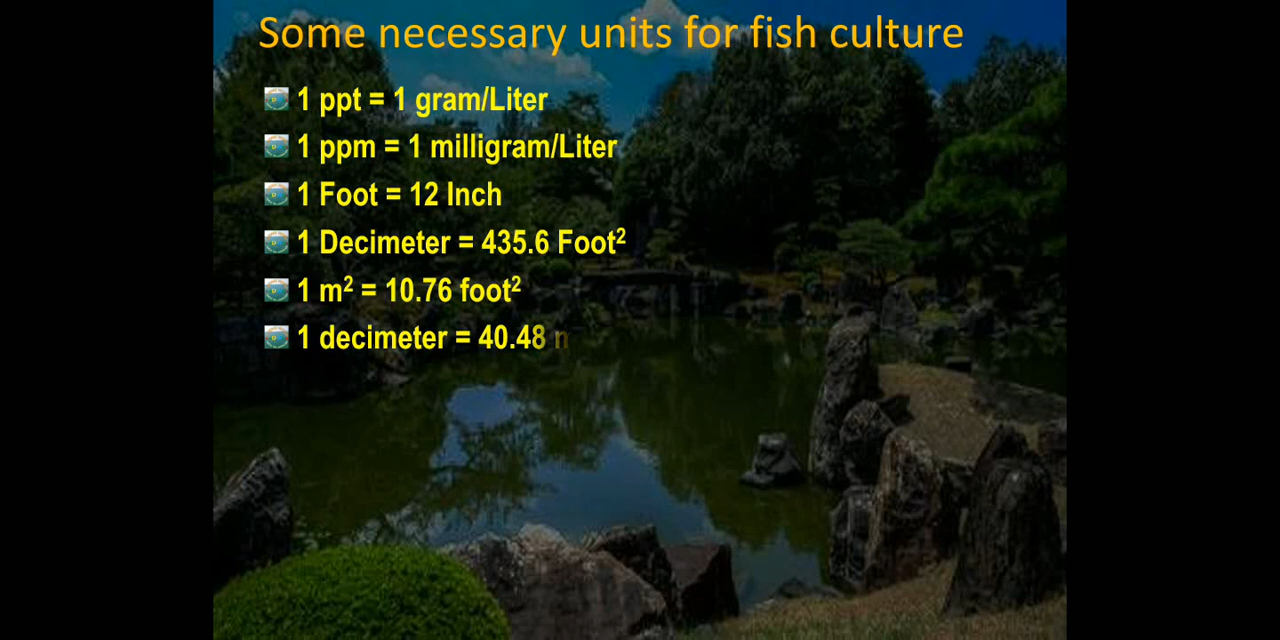 Some necessary units for fish culture
1 ppt = 1 gram/Liter
1 ppm = 1 milligram/Liter
1 Foot = 12 Inch
1 Decimeter = 435.6 Foot²
1 m² = 10.76 foot²
1 decimeter = 40.48